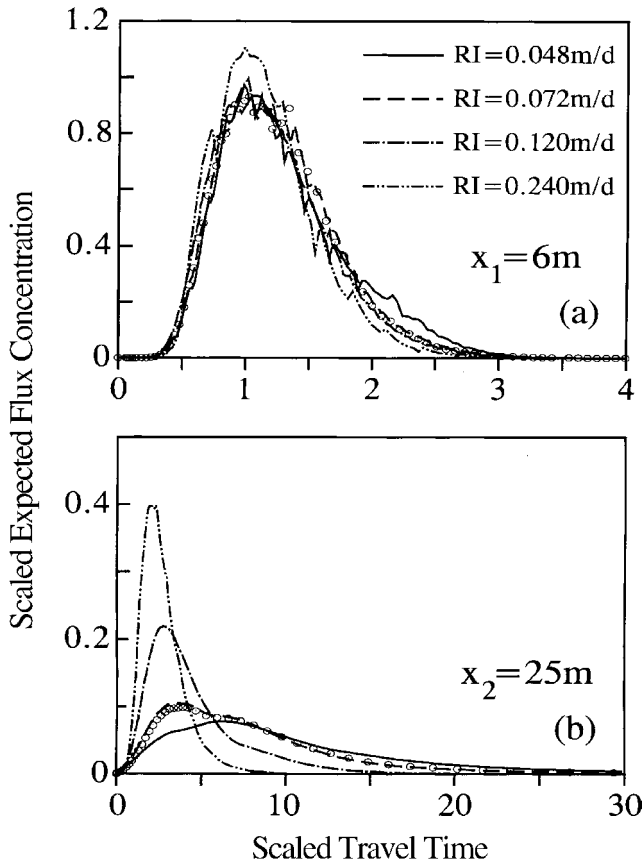 Scaled Expected Flux Concentration
1.2
0.8
0.4
0
RI=0.048m/d
RI=0.072m/d
RI=0.120m/d
RI=0.240m/d
x₁=6m
(a)
0 1 2 3 4
0.4
0.2
0
x₂=25m
(b)
0 10 20 30
Scaled Travel Time